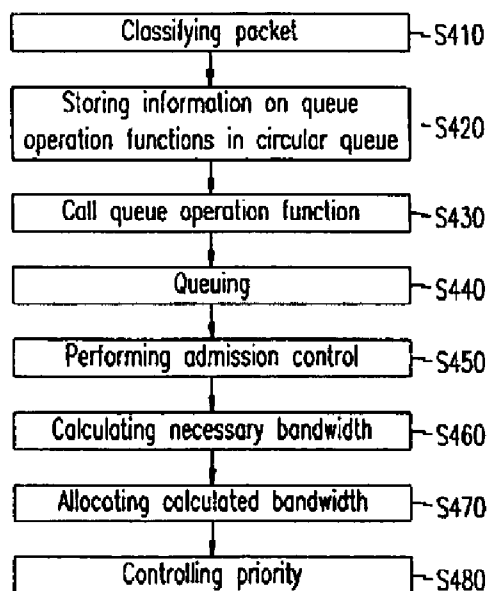 Classifying packet S410
Storing information on queue
operation functions in circular queue S420
Call queue operation function S430
Queuing S440
Performing admission control S450
Calculating necessary bandwidth S460
Allocating calculated bandwidth S470
Controlling priority S480